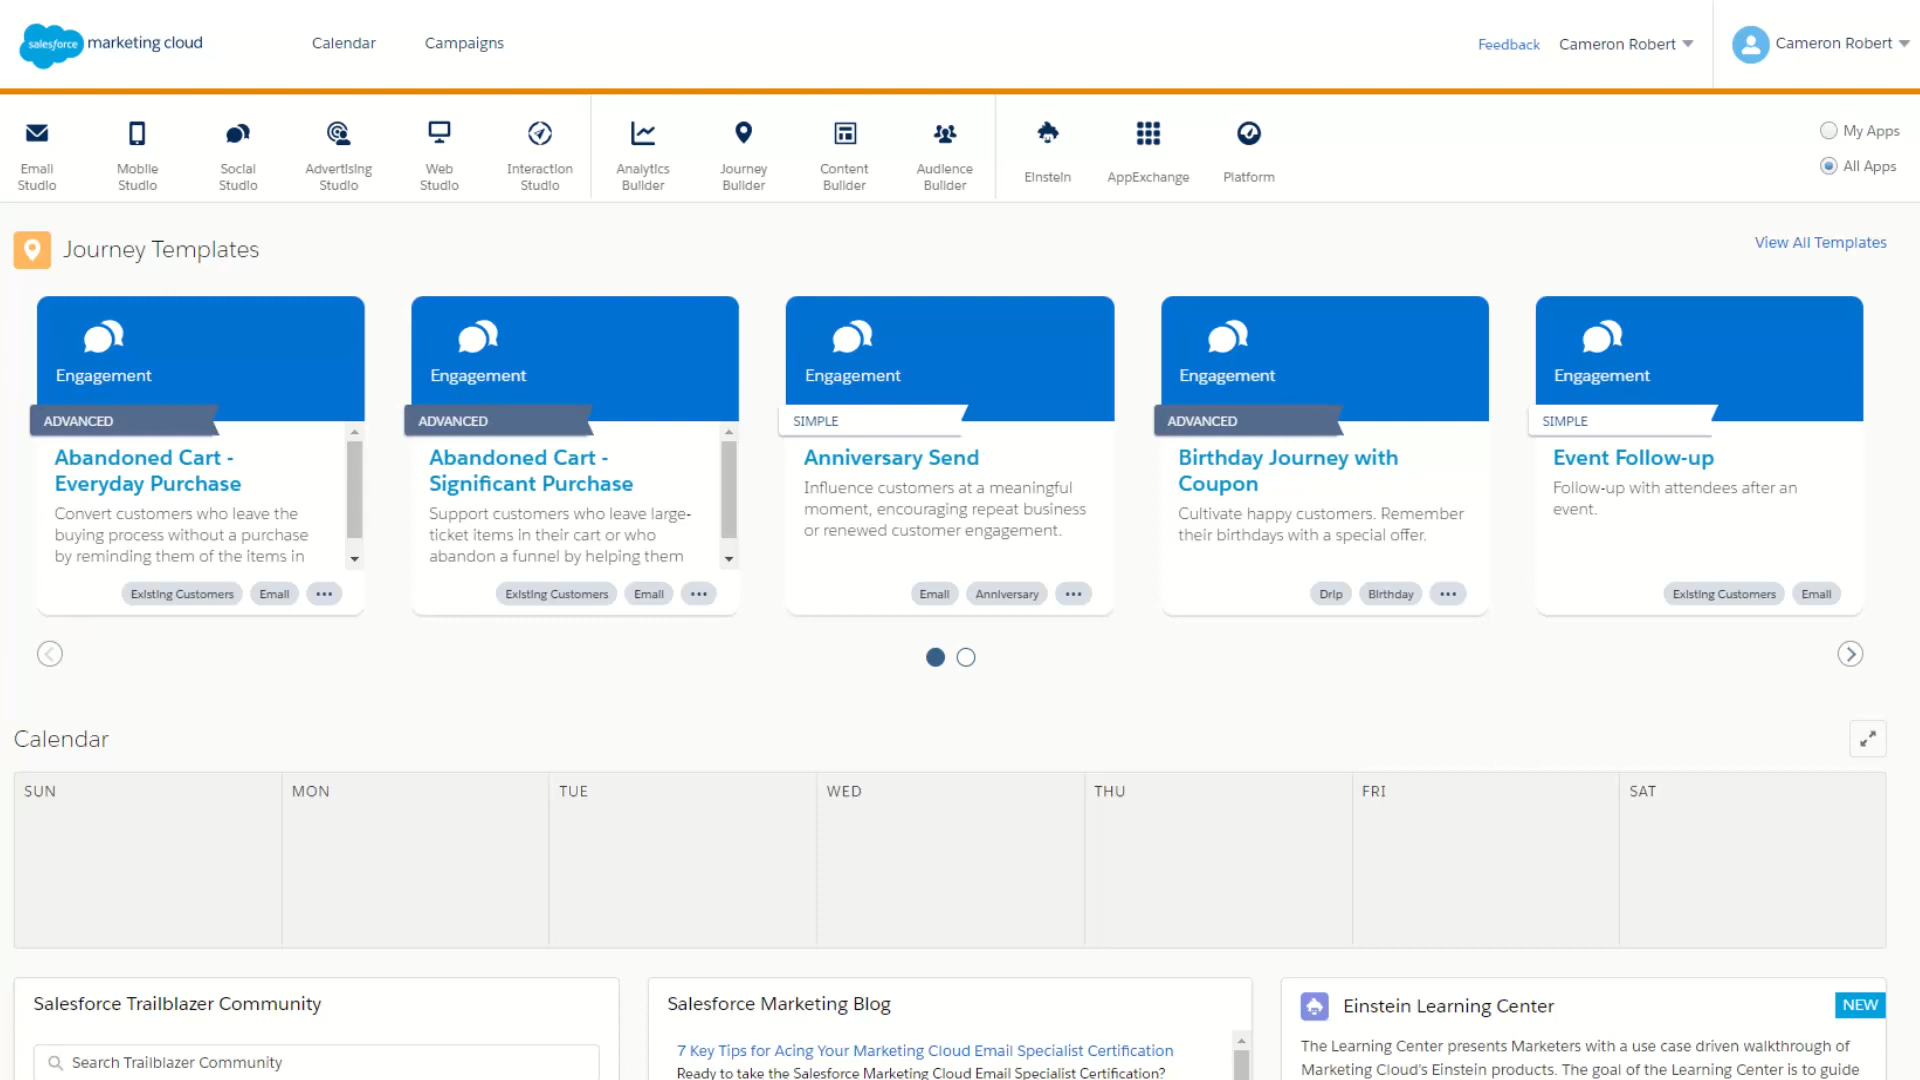 salesforce marketing cloud
Calendar
Campaigns
Feedback
Cameron Robert
Cameron Robert
Email Studio
Mobile Studio
Social Studio
Advertising Studio
Web Studio
Interaction Studio
Analytics Builder
Journey Builder
Content Builder
Audience Builder
Einstein
AppExchange
Platform
My Apps
All Apps
Journey Templates
View All Templates
Engagement
ADVANCED
Abandoned Cart -
Everyday Purchase
Convert customers who leave the
buying process without a purchase
by reminding them of the items in
Existing Customers
Email
Engagement
ADVANCED
Abandoned Cart -
Significant Purchase
Support customers who leave large-
ticket items in their cart or who
abandon a funnel by helping them
Existing Customers
Email
Engagement
SIMPLE
Anniversary Send
Influence customers at a meaningful
moment, encouraging repeat business
or renewed customer engagement.
Email
Anniversary
Engagement
ADVANCED
Birthday Journey with
Coupon
Cultivate happy customers. Remember
their birthdays with a special offer.
Drip
Birthday
Engagement
SIMPLE
Event Follow-up
Follow-up with attendees after an
event.
Existing Customers
Email
Calendar
SUN
MON
TUE
WED
THU
FRI
SAT
Salesforce Trailblazer Community
Search Trailblazer Community
Salesforce Marketing Blog
7 Key Tips for Acing Your Marketing Cloud Email Specialist Certification
Ready to take the Salesforce Marketing Cloud Email Specialist Certification?
Einstein Learning Center
NEW
The Learning Center presents Marketers with a use case driven walkthrough of
Marketing Cloud's Einstein products. The goal of the Learning Center is to guide